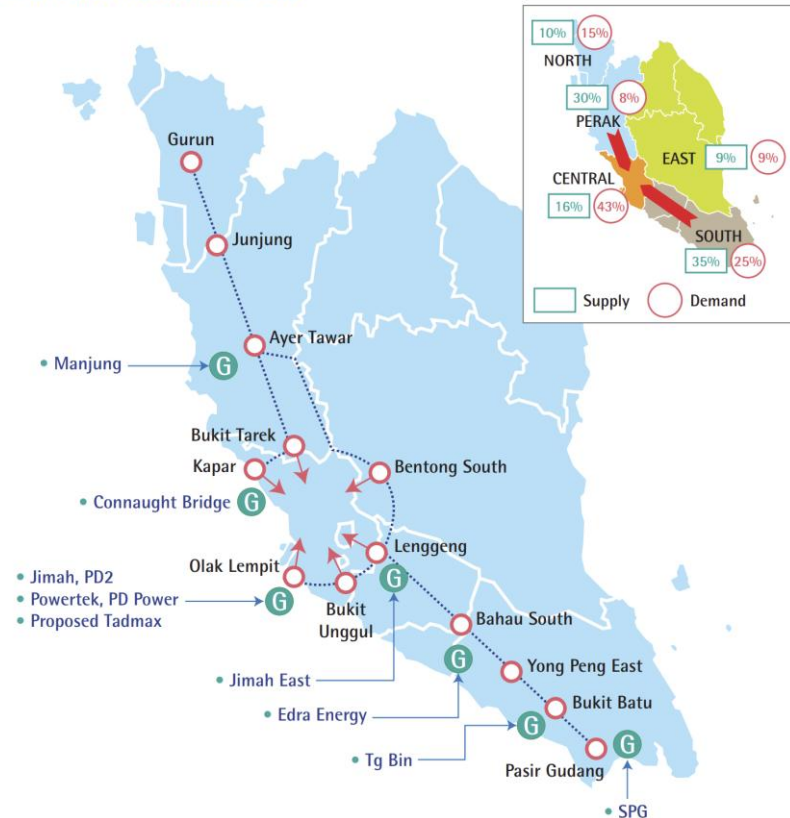 10% 15%
NORTH
30% 8%
PERAK
EAST 9% 9%
CENTRAL
16% 43%
SOUTH
35% 25%
Supply Demand
Gurun
Junjung
Ayer Tawar
• Manjung
G
Bukit Tarek
Kapar
Bentong South
• Connaught Bridge
G
Lenggeng
Olak Lempit
• Jimah, PD2
• Powertek, PD Power
• Proposed Tadmax
G
G
Bukit
Unggul
Bahau South
• Jimah East
G
Yong Peng East
• Edra Energy
Bukit Batu
G
• Tg Bin
G
Pasir Gudang
• SPG